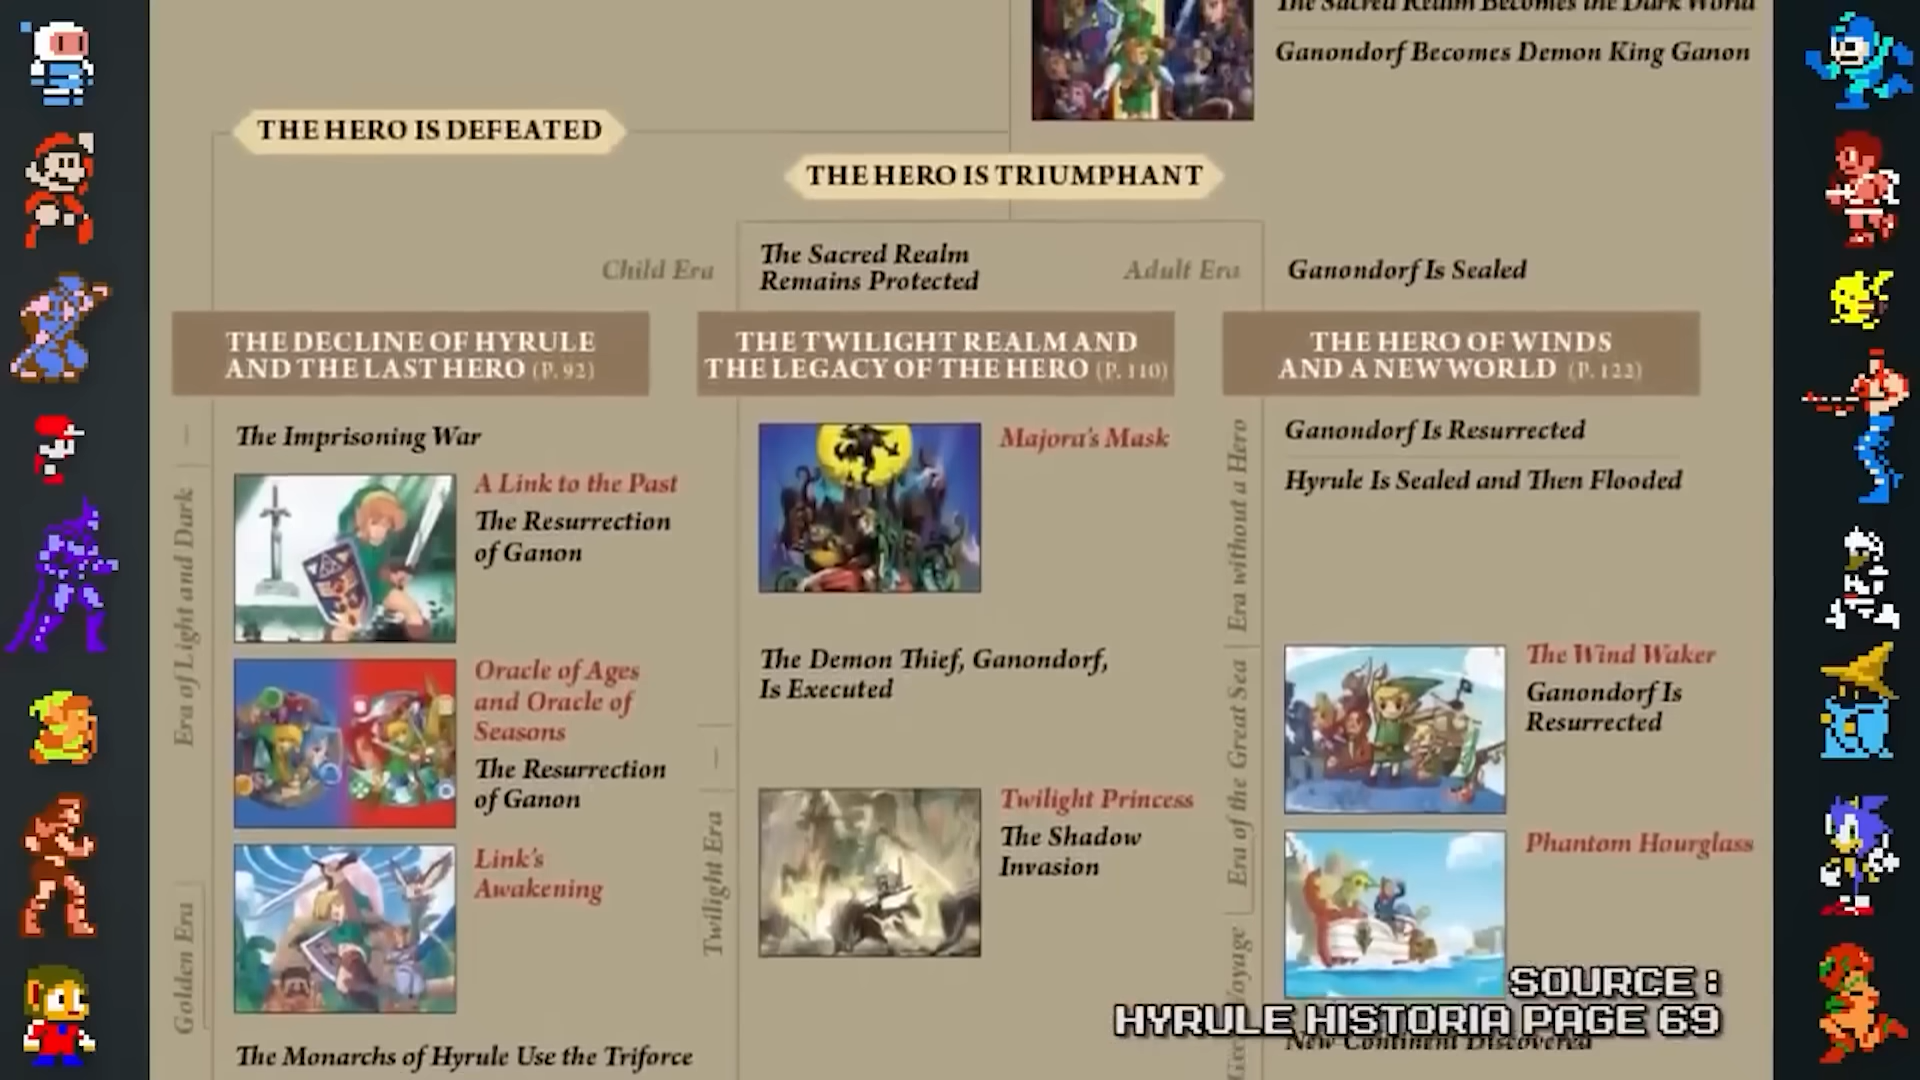 The Sacred Realm Becomes the Dark World
Ganondorf Becomes Demon King Ganon
THE HERO IS DEFEATED
THE HERO IS TRIUMPHANT
Child Era
The Sacred Realm
Remains Protected
Adult Era
Ganondorf Is Sealed
THE DECLINE OF HYRULE
AND THE LAST HERO (P. 92)
THE TWILIGHT REALM AND
THE LEGACY OF THE HERO (P. 110)
THE HERO OF WINDS
AND A NEW WORLD (P. 122)
Era of Light and Dark
Golden Era
The Imprisoning War
A Link to the Past
The Resurrection
of Ganon
Oracle of Ages
and Oracle of
Seasons
The Resurrection
of Ganon
Link's
Awakening
The Monarchs of Hyrule Use the Triforce
Twilight Era
Majora's Mask
The Demon Thief, Ganondorf,
Is Executed
Twilight Princess
The Shadow
Invasion
Era without a Hero
Era of the Great Sea
Voyage
Ganondorf Is Resurrected
Hyrule Is Sealed and Then Flooded
The Wind Waker
Ganondorf Is
Resurrected
Phantom Hourglass
New Continent Discovered
SOURCE :
HYRULE HISTORIA PAGE 69